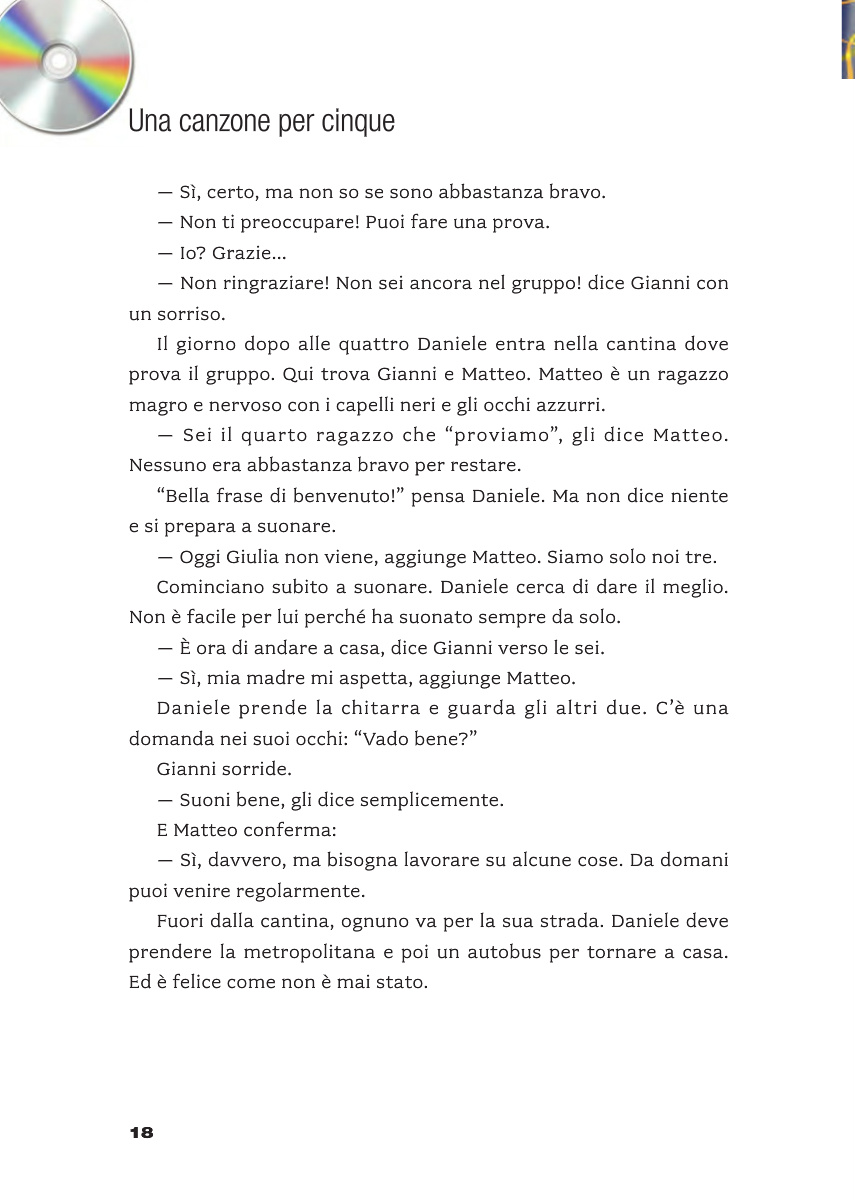 Una canzone per cinque
— Sì, certo, ma non so se sono abbastanza bravo.
— Non ti preoccupare! Puoi fare una prova.
— Io? Grazie...
— Non ringraziare! Non sei ancora nel gruppo! dice Gianni con
un sorriso.
Il giorno dopo alle quattro Daniele entra nella cantina dove
prova il gruppo. Qui trova Gianni e Matteo. Matteo è un ragazzo
magro e nervoso con i capelli neri e gli occhi azzurri.
— Sei il quarto ragazzo che “proviamo”, gli dice Matteo.
Nessuno era abbastanza bravo per restare.
“Bella frase di benvenuto!” pensa Daniele. Ma non dice niente
e si prepara a suonare.
— Oggi Giulia non viene, aggiunge Matteo. Siamo solo noi tre.
Cominciano subito a suonare. Daniele cerca di dare il meglio.
Non è facile per lui perché ha suonato sempre da solo.
— È ora di andare a casa, dice Gianni verso le sei.
— Sì, mia madre mi aspetta, aggiunge Matteo.
Daniele prende la chitarra e guarda gli altri due. C’è una
domanda nei suoi occhi: “Vado bene?”
Gianni sorride.
— Suoni bene, gli dice semplicemente.
E Matteo conferma:
— Sì, davvero, ma bisogna lavorare su alcune cose. Da domani
puoi venire regolarmente.
Fuori dalla cantina, ognuno va per la sua strada. Daniele deve
prendere la metropolitana e poi un autobus per tornare a casa.
Ed è felice come non è mai stato.
18